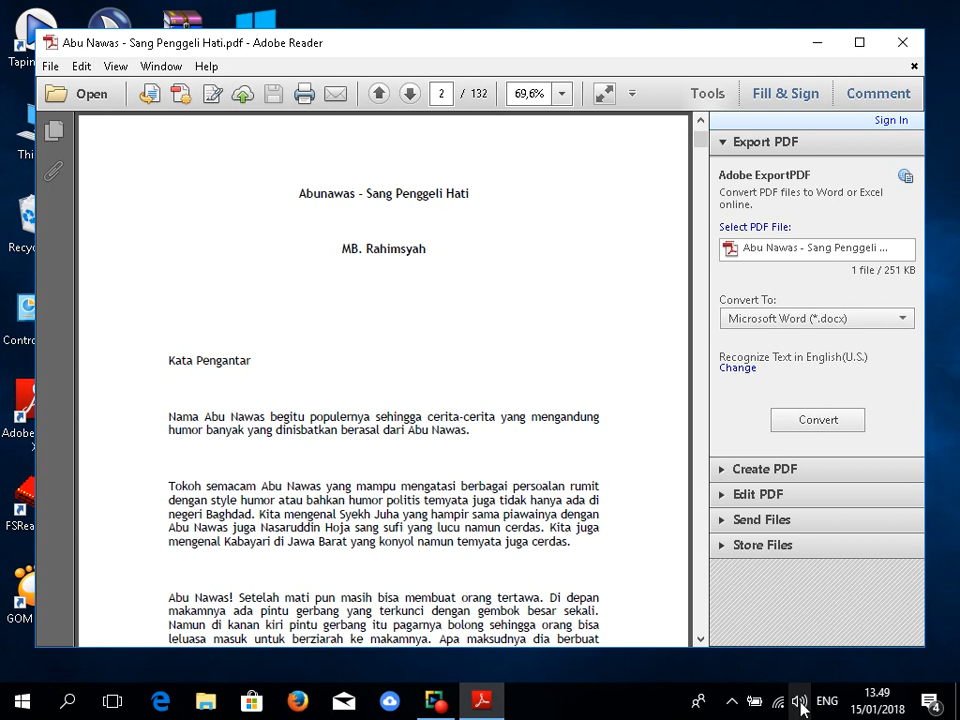 Abu Nawas - Sang Penggeli Hati.pdf - Adobe Reader
File Edit View Window Help
Open 2 / 132 69,6% Tools Fill & Sign Comment
Sign In
Abunawas - Sang Penggeli Hati
MB. Rahimsyah
Kata Pengantar
Nama Abu Nawas begitu populernya sehingga cerita-cerita yang mengandung
humor banyak yang dinisbatkan berasal dari Abu Nawas.
Tokoh semacam Abu Nawas yang mampu mengatasi berbagai persoalan rumit
dengan style humor atau bahkan humor politis temyata juga tidak hanya ada di
negeri Baghdad. Kita mengenal Syekh Juha yang hampir sama piawainya dengan
Abu Nawas juga Nasaruddin Hoja sang sufi yang lucu namun cerdas. Kita juga
mengenal Kabayari di Jawa Barat yang konyol namun temyata juga cerdas.
Abu Nawas! Setelah mati pun masih bisa membuat orang tertawa. Di depan
makamnya ada pintu gerbang yang terkunci dengan gembok besar sekali.
Namun di kanan kiri pintu gerbang itu pagarnya bolong sehingga orang bisa
leluasa masuk untuk berziarah ke makamnya. Apa maksudnya dia berbuat
Export PDF
Adobe ExportPDF
Convert PDF files to Word or Excel
online.
Select PDF File:
Abu Nawas - Sang Penggeli ...
1 file / 251 KB
Convert To:
Microsoft Word (*.docx)
Recognize Text in English(U.S.)
Change
Convert
Create PDF
Edit PDF
Send Files
Store Files
Tapin
Thi
Recyc
Contro
Adobe
X
FSRea
GOM
ENG
13.49
15/01/2018
4